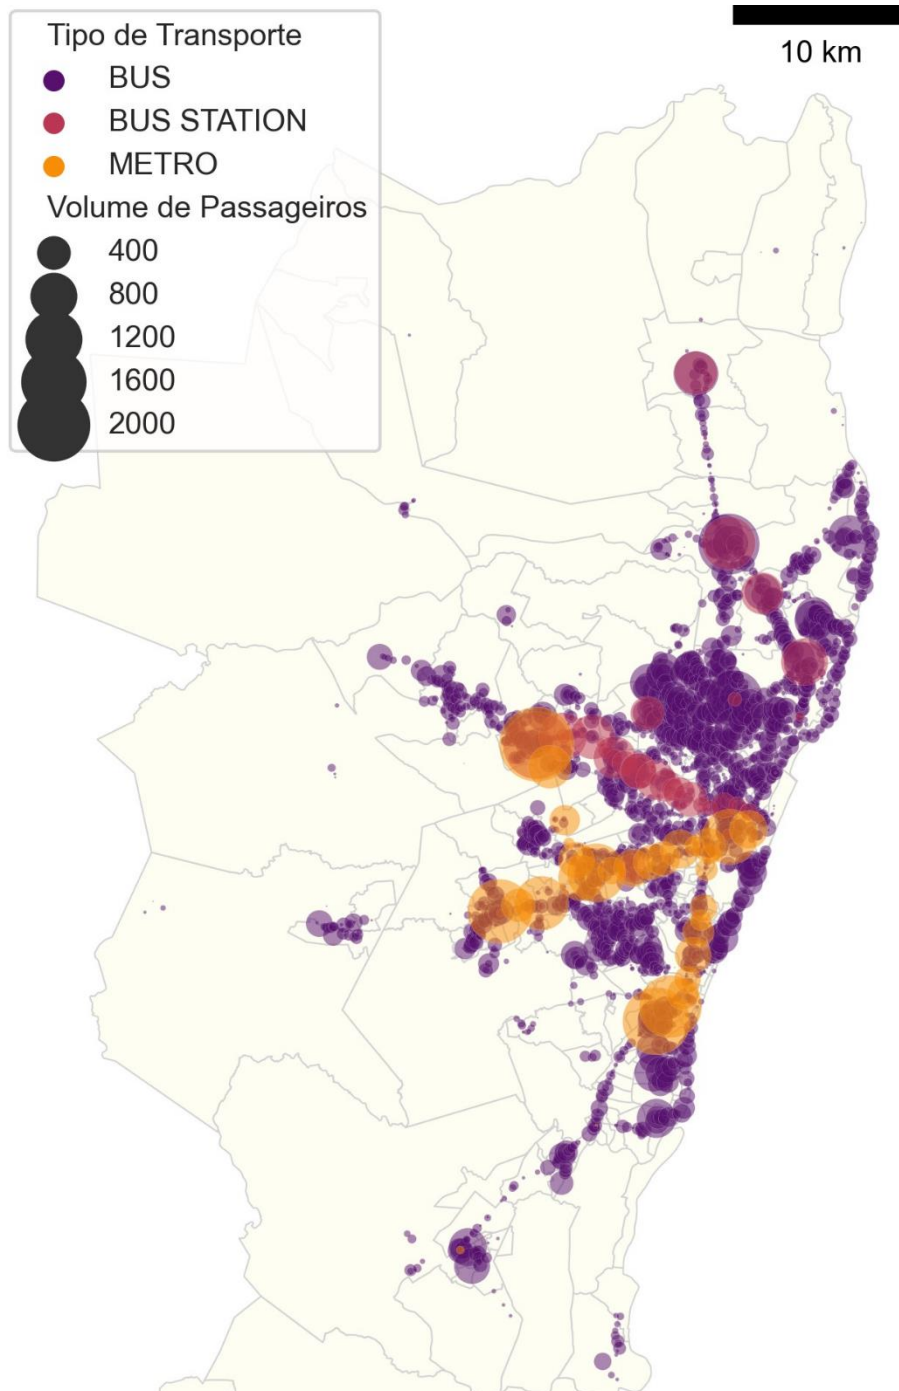 Tipo de Transporte
BUS
BUS STATION
METRO
Volume de Passageiros
400
800
1200
1600
2000
10 km